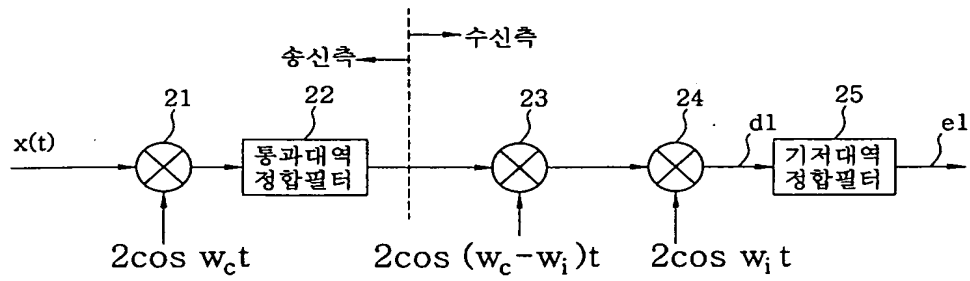 송신측
수신측
21
22
23
24
25
x(t)
통과대역
정합필터
d1
기저대역
정합필터
e1
2cos w_c t
2cos (w_c-w_i)t
2cos w_i t